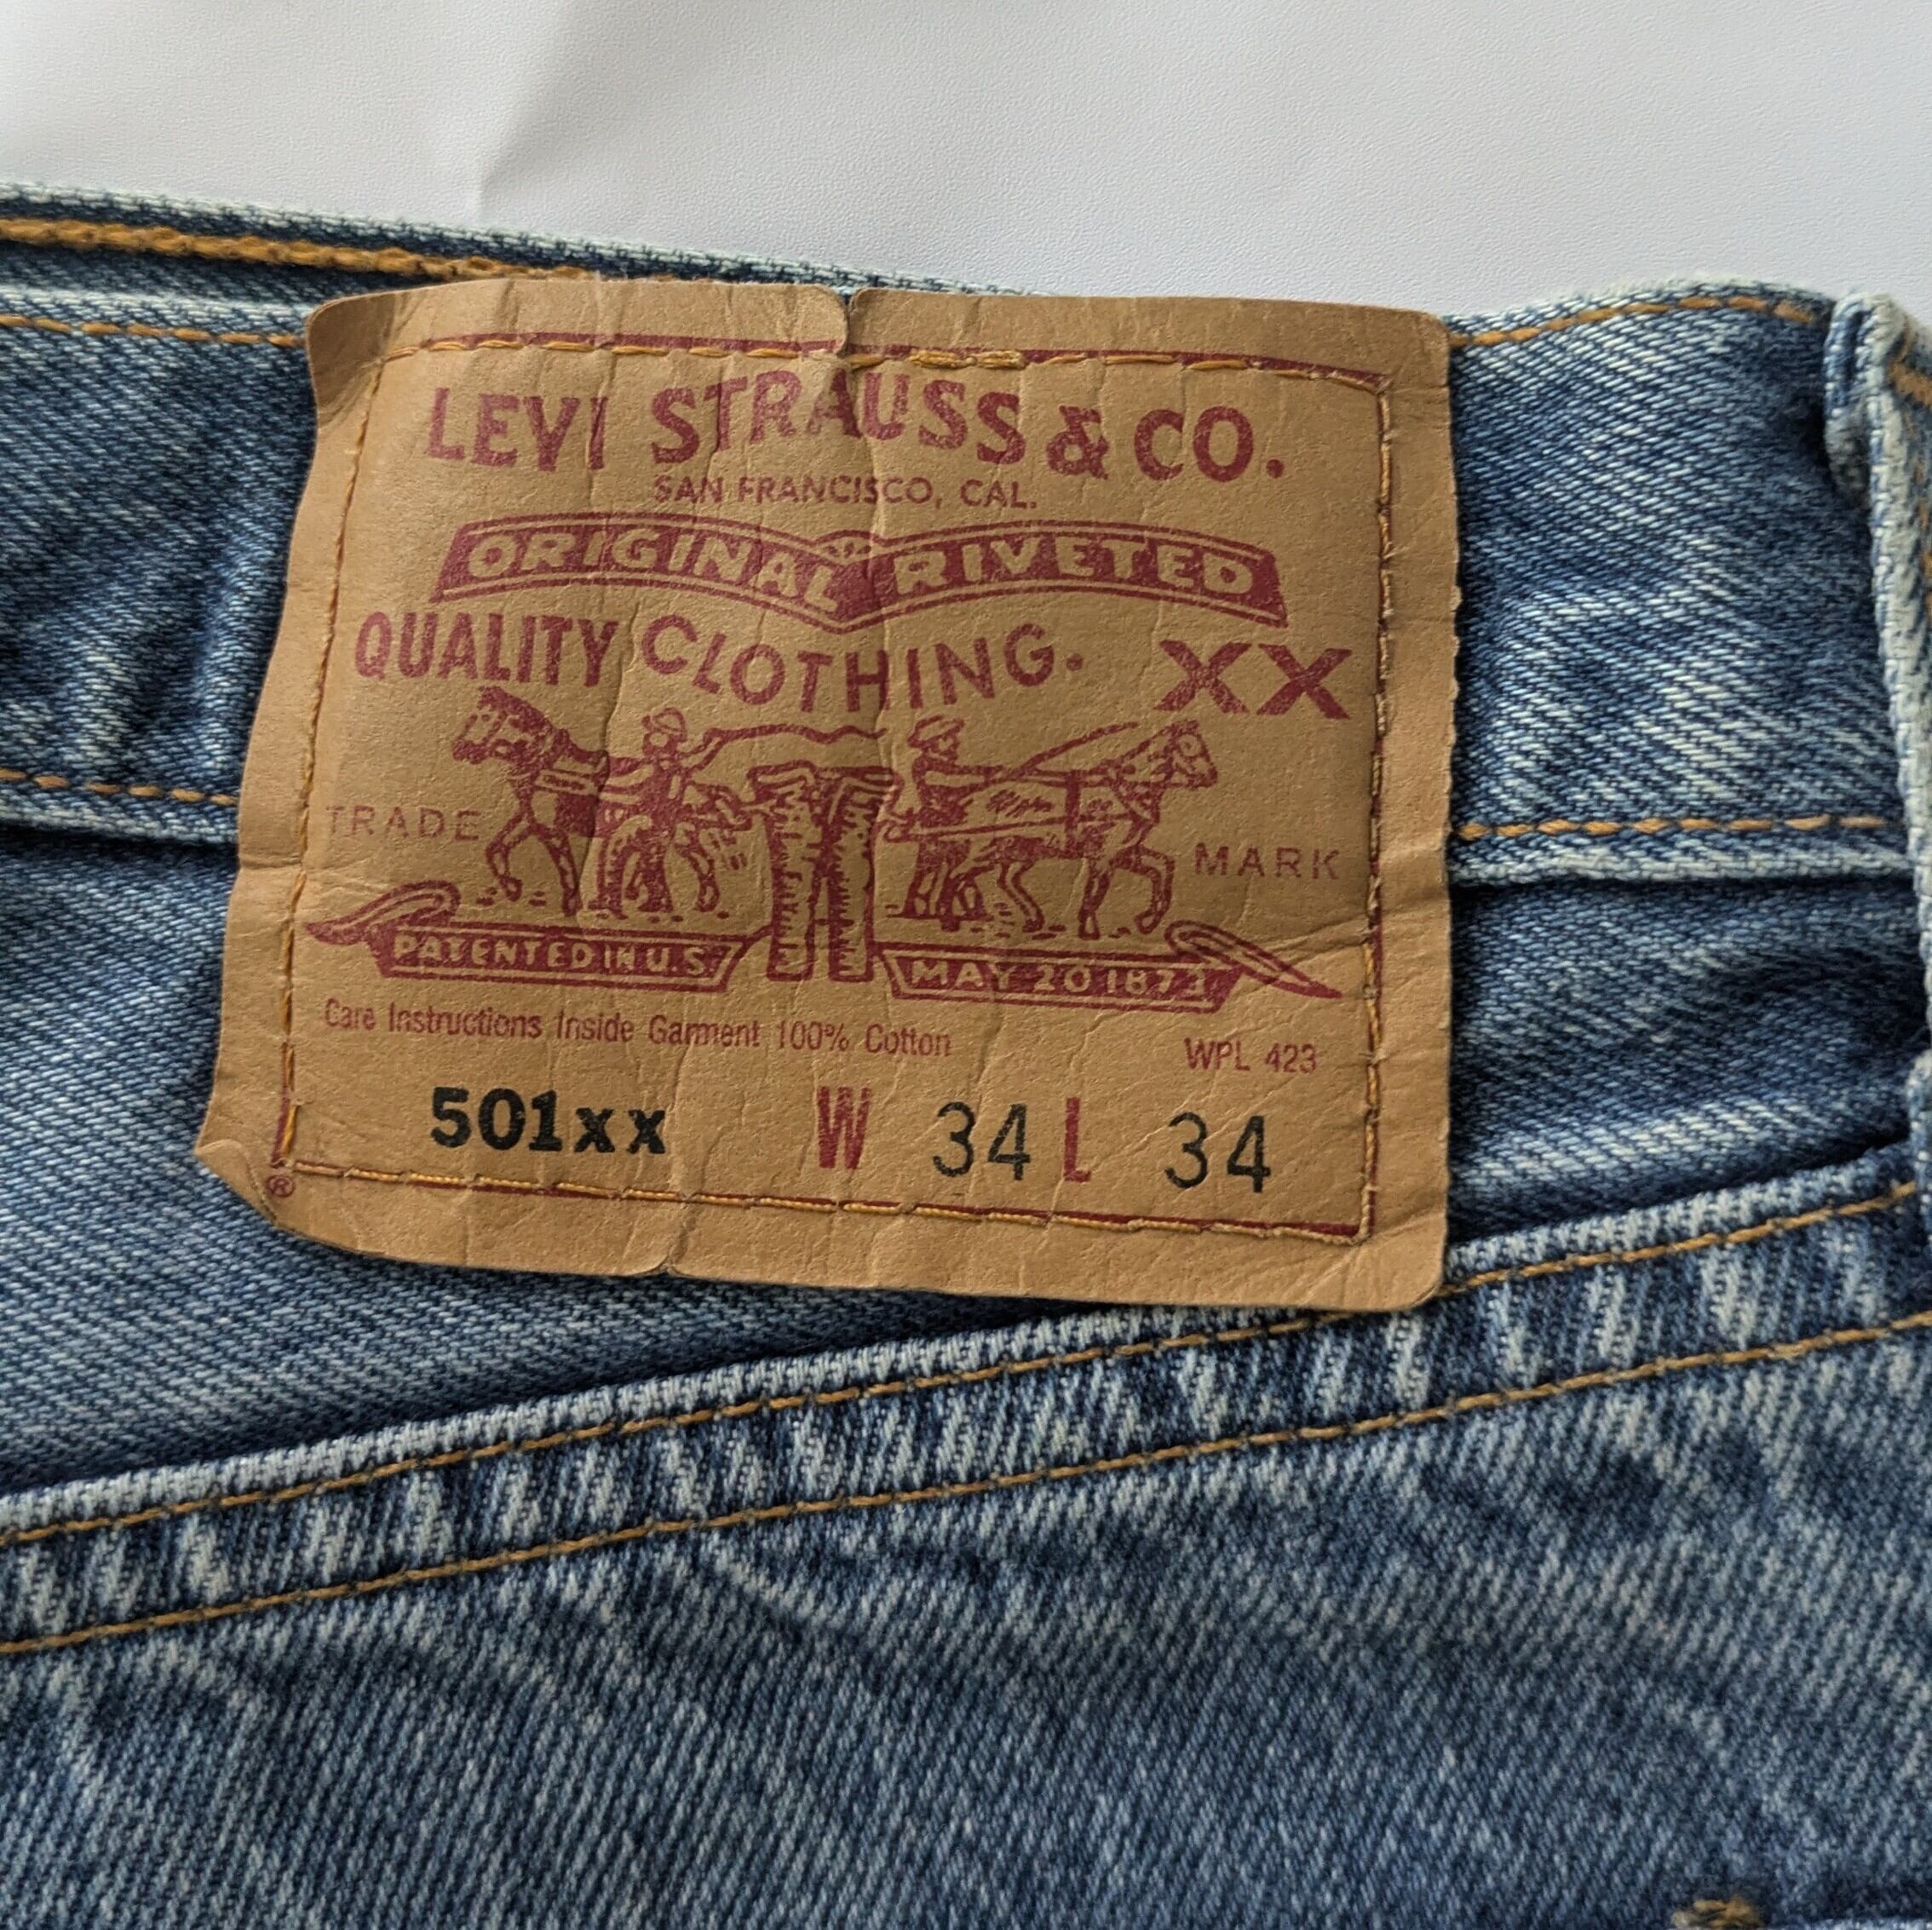 LEVI STRAUSS & CO.
SAN FRANCISCO, CAL.
ORIGINAL RIVETED
QUALITY CLOTHING. XX
TRADE MARK
PATENTED IN U.S. MAY 20 1873
Care Instructions Inside Garment 100% Cotton WPL 423
501xx W 34 L 34
®